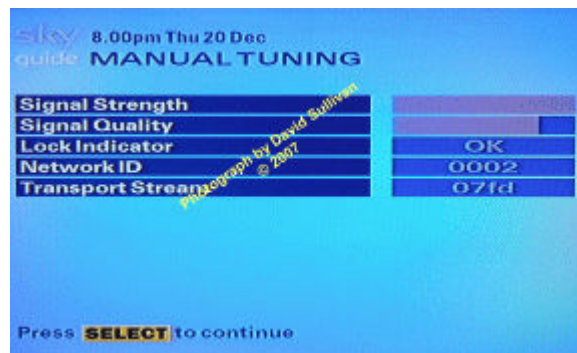 sky 8.00pm Thu 20 Dec
guide MANUAL TUNING
Signal Strength
Signal Quality
Lock Indicator OK
Network ID 0002
Transport Stream 07fd
Photograph by David Sullivan
© 2007
Press SELECT to continue